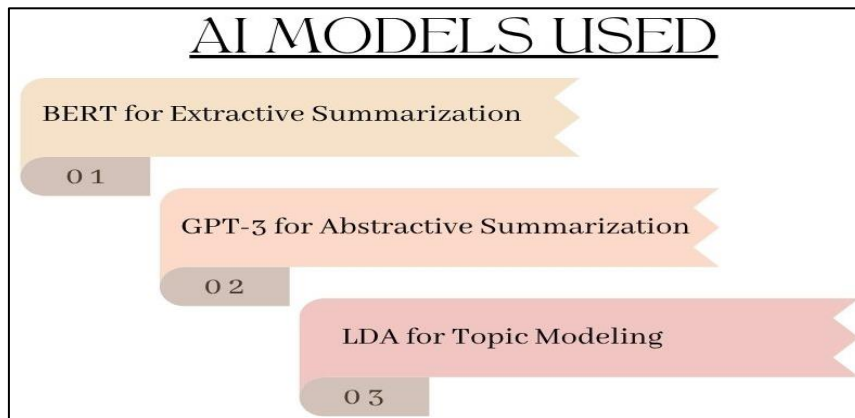 AI MODELS USED
BERT for Extractive Summarization
01
GPT-3 for Abstractive Summarization
02
LDA for Topic Modeling
03